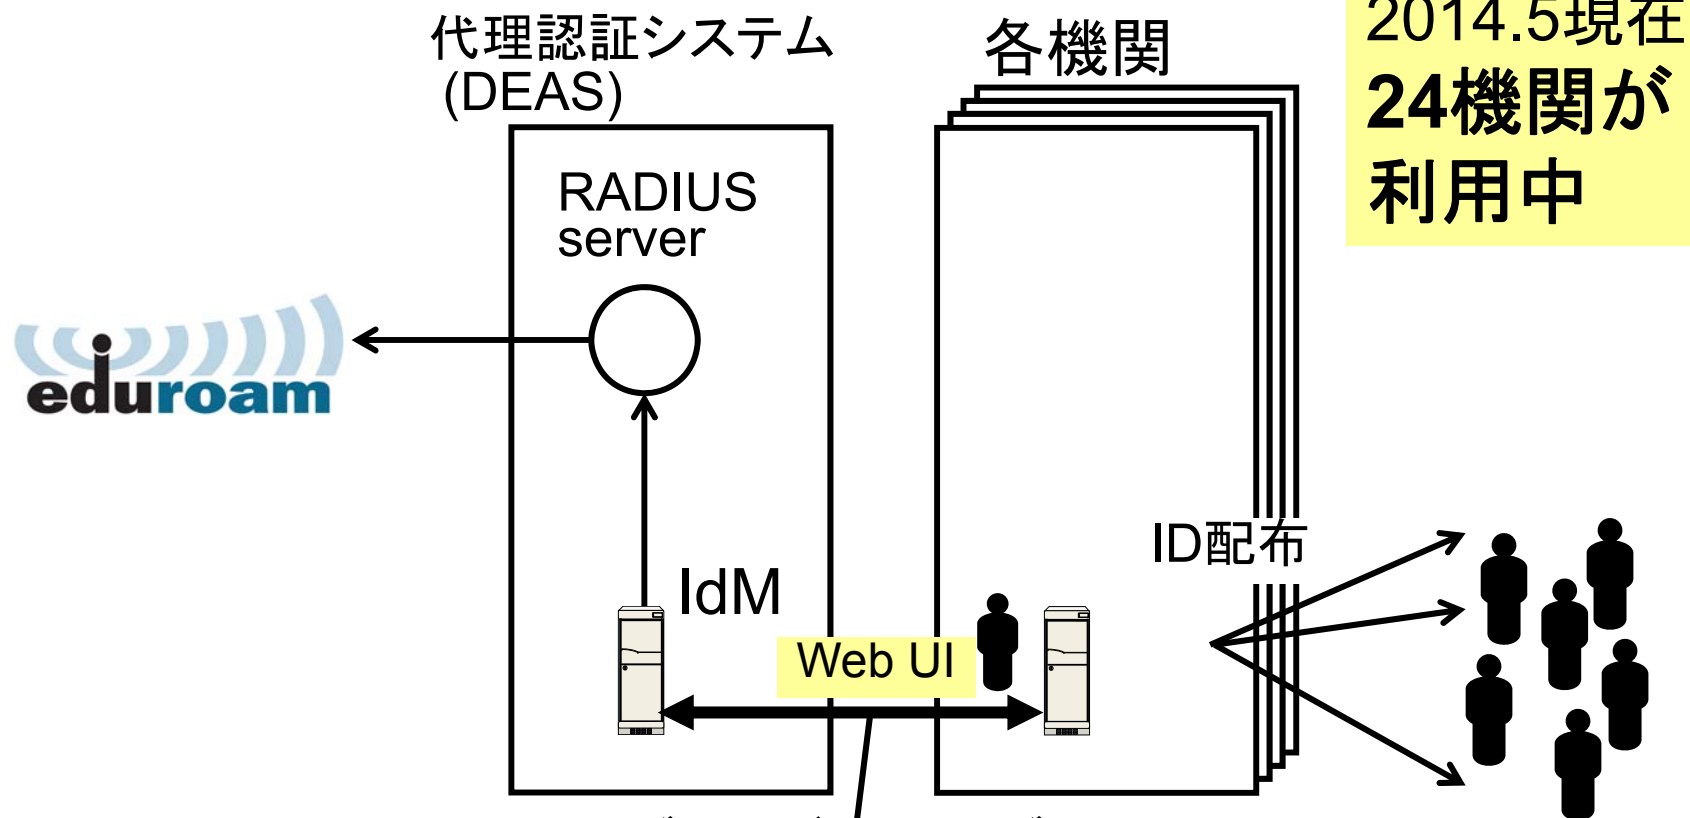 代理認証システム
(DEAS)
各機関
2014.5現在
24機関が
利用中
RADIUS
server
eduroam
ID配布
IdM
Web UI